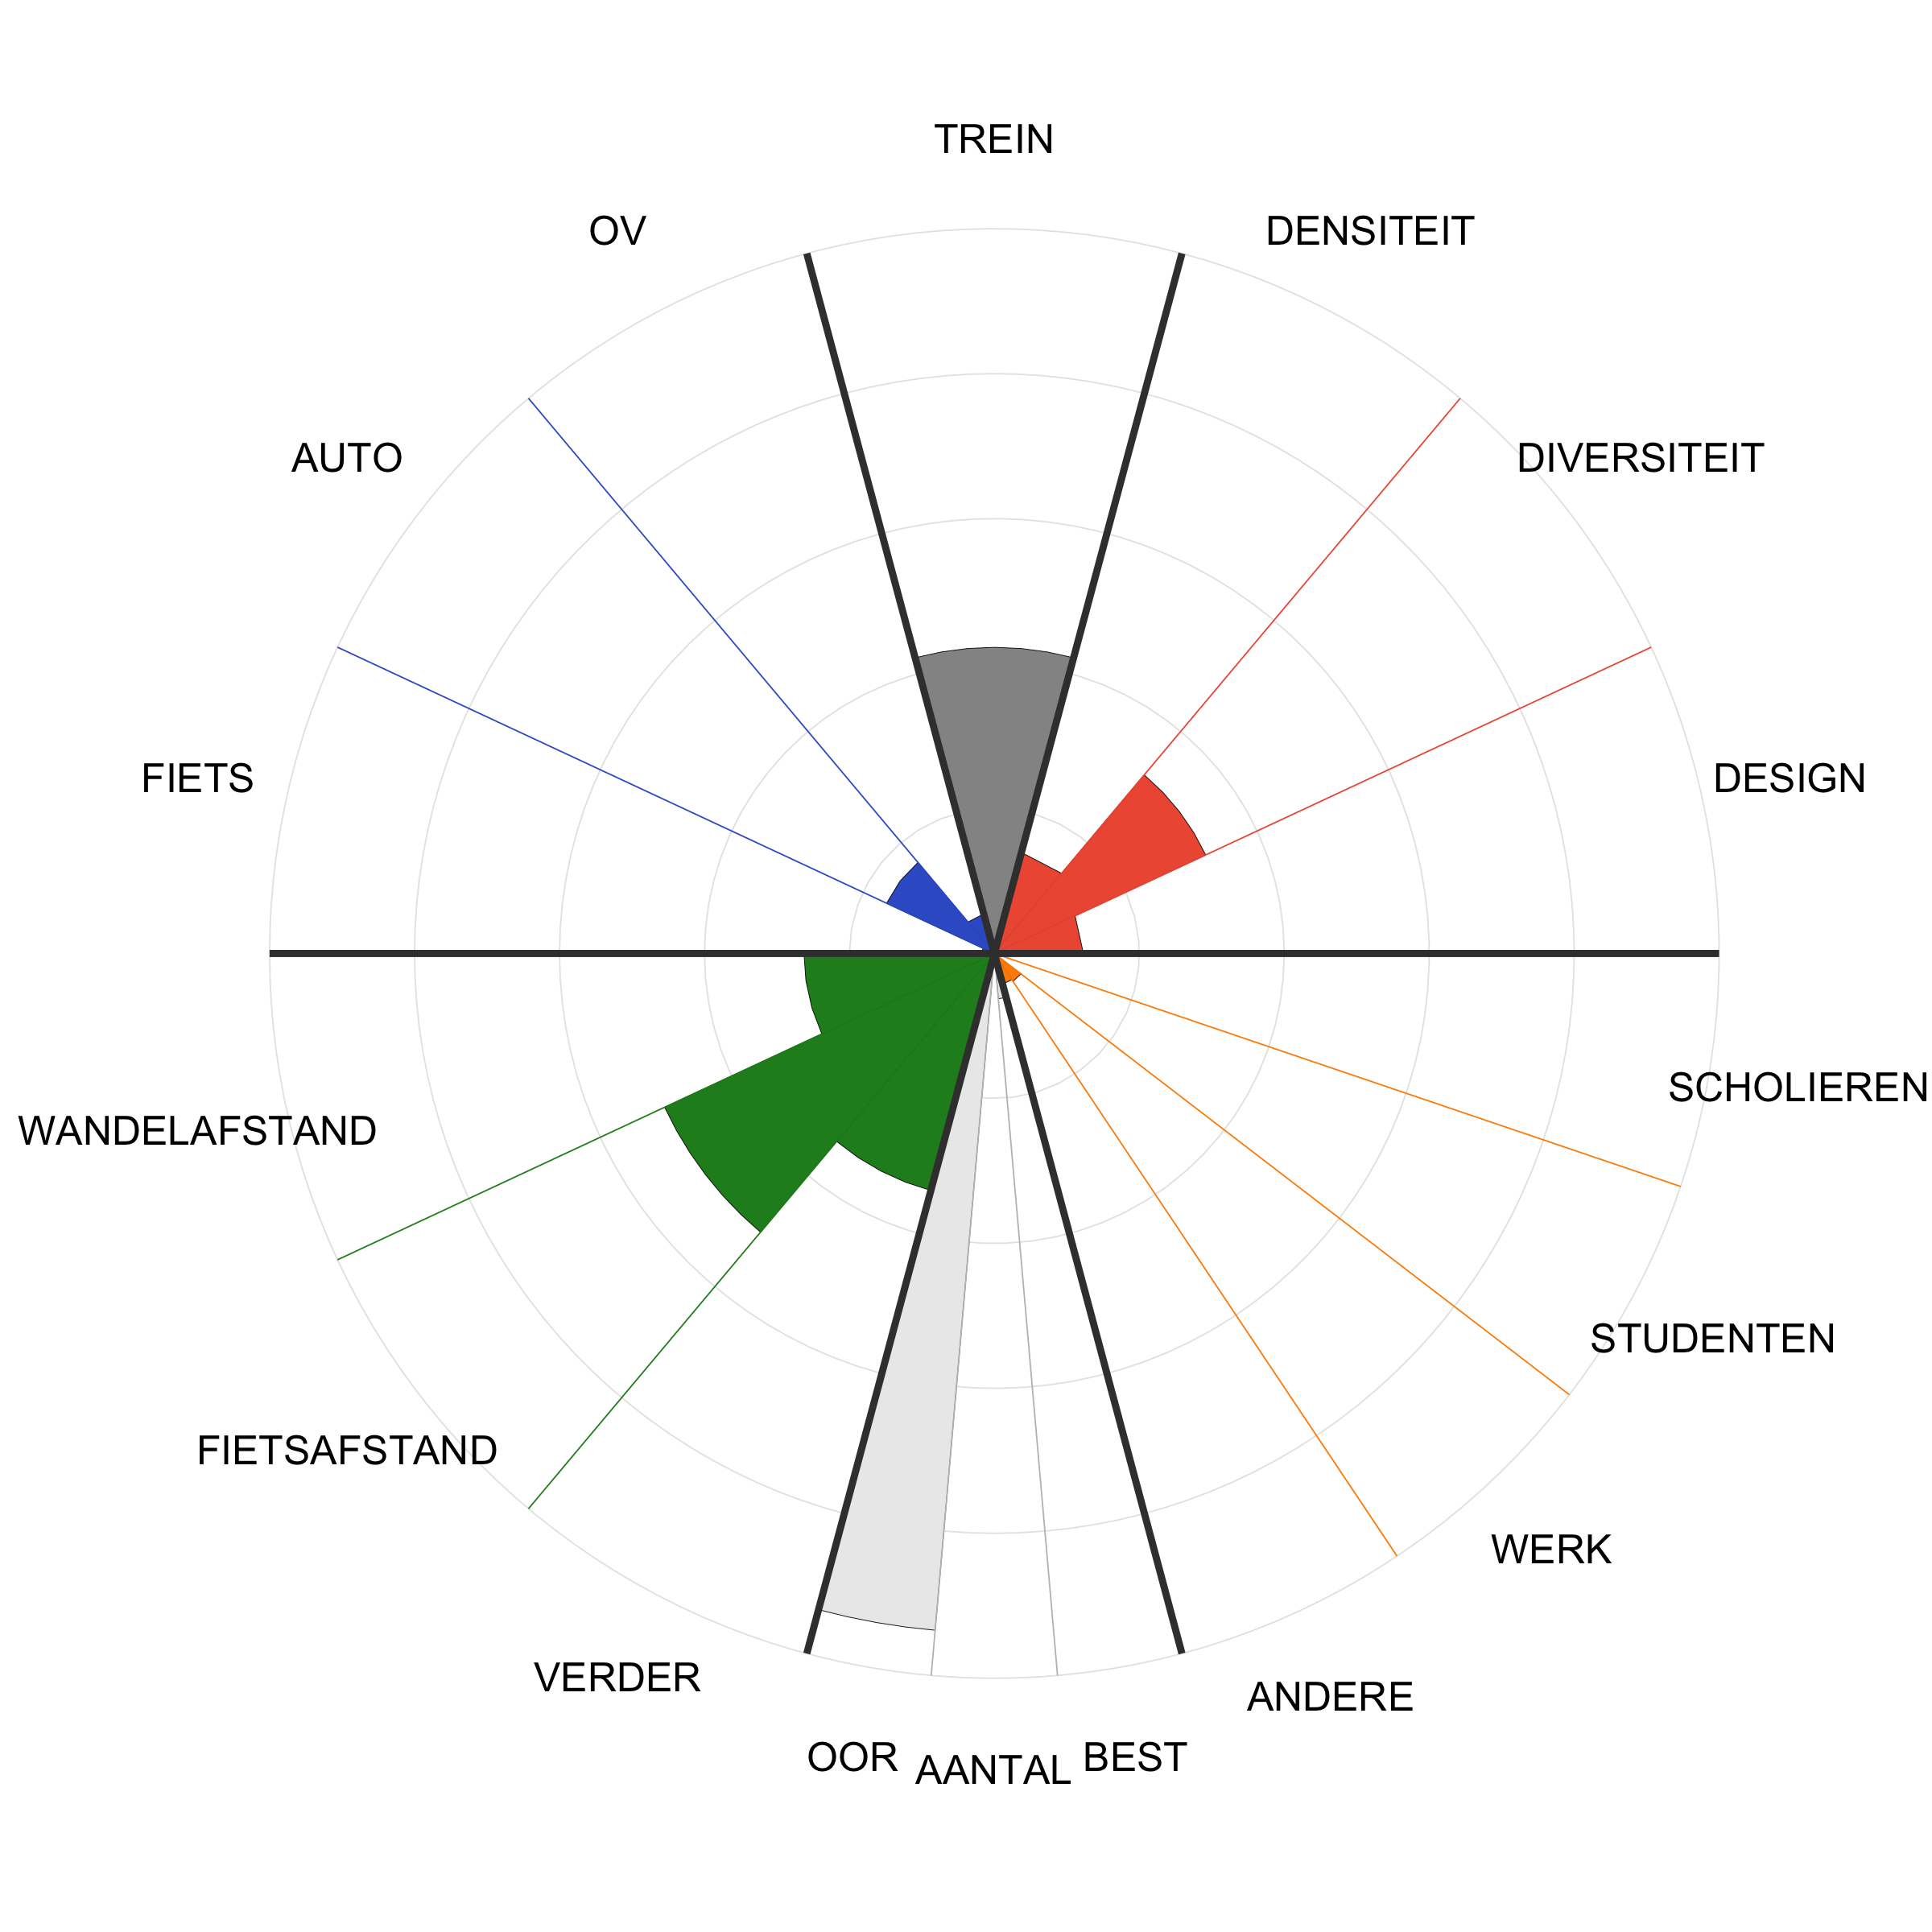 TREIN
OV
DENSITEIT
AUTO
DIVERSITEIT
FIETS
DESIGN
SCHOLIEREN
WANDELAFSTAND
STUDENTEN
FIETSAFSTAND
WERK
VERDER
ANDERE
OOR
AANTAL
BEST